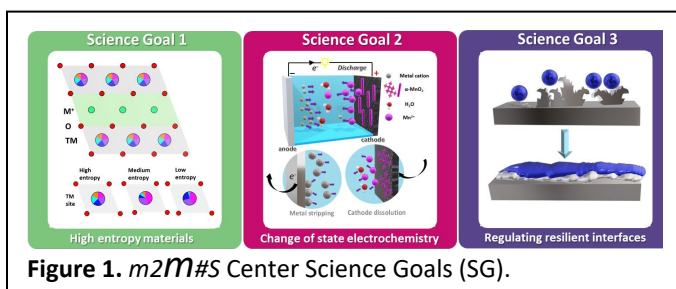 Science Goal 1
M⁺
O
TM
High entropy
Medium entropy
Low entropy
TM site
High entropy materials
Science Goal 2
Discharge
e⁻
−
+
Metal cation
α-MnO₂
H₂O
Mn²⁺
anode
cathode
e⁻
Metal stripping
Cathode dissolution
Change of state electrochemistry
Science Goal 3
Regulating resilient interfaces
Figure 1. m2m#S Center Science Goals (SG).